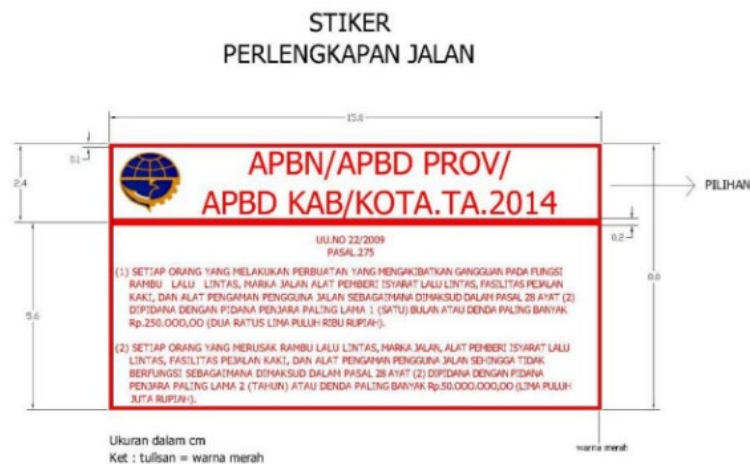 STIKER
PERLENGKAPAN JALAN
15.6
0.1
2.4
APBN/APBD PROV/
APBD KAB/KOTA.TA.2014
PILIHAN
0.2
5.6
UU.NO 22/2009
PASAL.275
(1) SETIAP ORANG YANG MELAKUKAN PERBUATAN YANG MENGAKIBATKAN GANGGUAN PADA FUNGSI
RAMBU LALU LINTAS, MARKA JALAN ALAT PEMBERI ISYARAT LALU LINTAS, FASILITAS PEJALAN
KAKI, DAN ALAT PENGAMAN PENGGUNA JALAN SEBAGAIMANA DIMAKSUD DALAM PASAL 28 AYAT (2)
DIPIDANA DENGAN PIDANA PENJARA PALING LAMA 1 (SATU) BULAN ATAU DENDA PALING BANYAK
Rp.250.000,00 (DUA RATUS LIMA PULUH RIBU RUPIAH).
(2) SETIAP ORANG YANG MERUSAK RAMBU LALU LINTAS, MARKA JALAN, ALAT PEMBERI ISYARAT LALU
LINTAS, FASILITAS PEJALAN KAKI, DAN ALAT PENGAMAN PENGGUNA JALAN SEHINGGA TIDAK
BERFUNGSI SEBAGAIMANA DIMAKSUD DALAM PASAL 28 AYAT (2) DIPIDANA DENGAN PIDANA
PENJARA PALING LAMA 2 (TAHUN) ATAU DENDA PALING BANYAK Rp.50.000.000,00 (LIMA PULUH
JUTA RUPIAH).
Ukuran dalam cm
Ket : tulisan = warna merah
warna merah